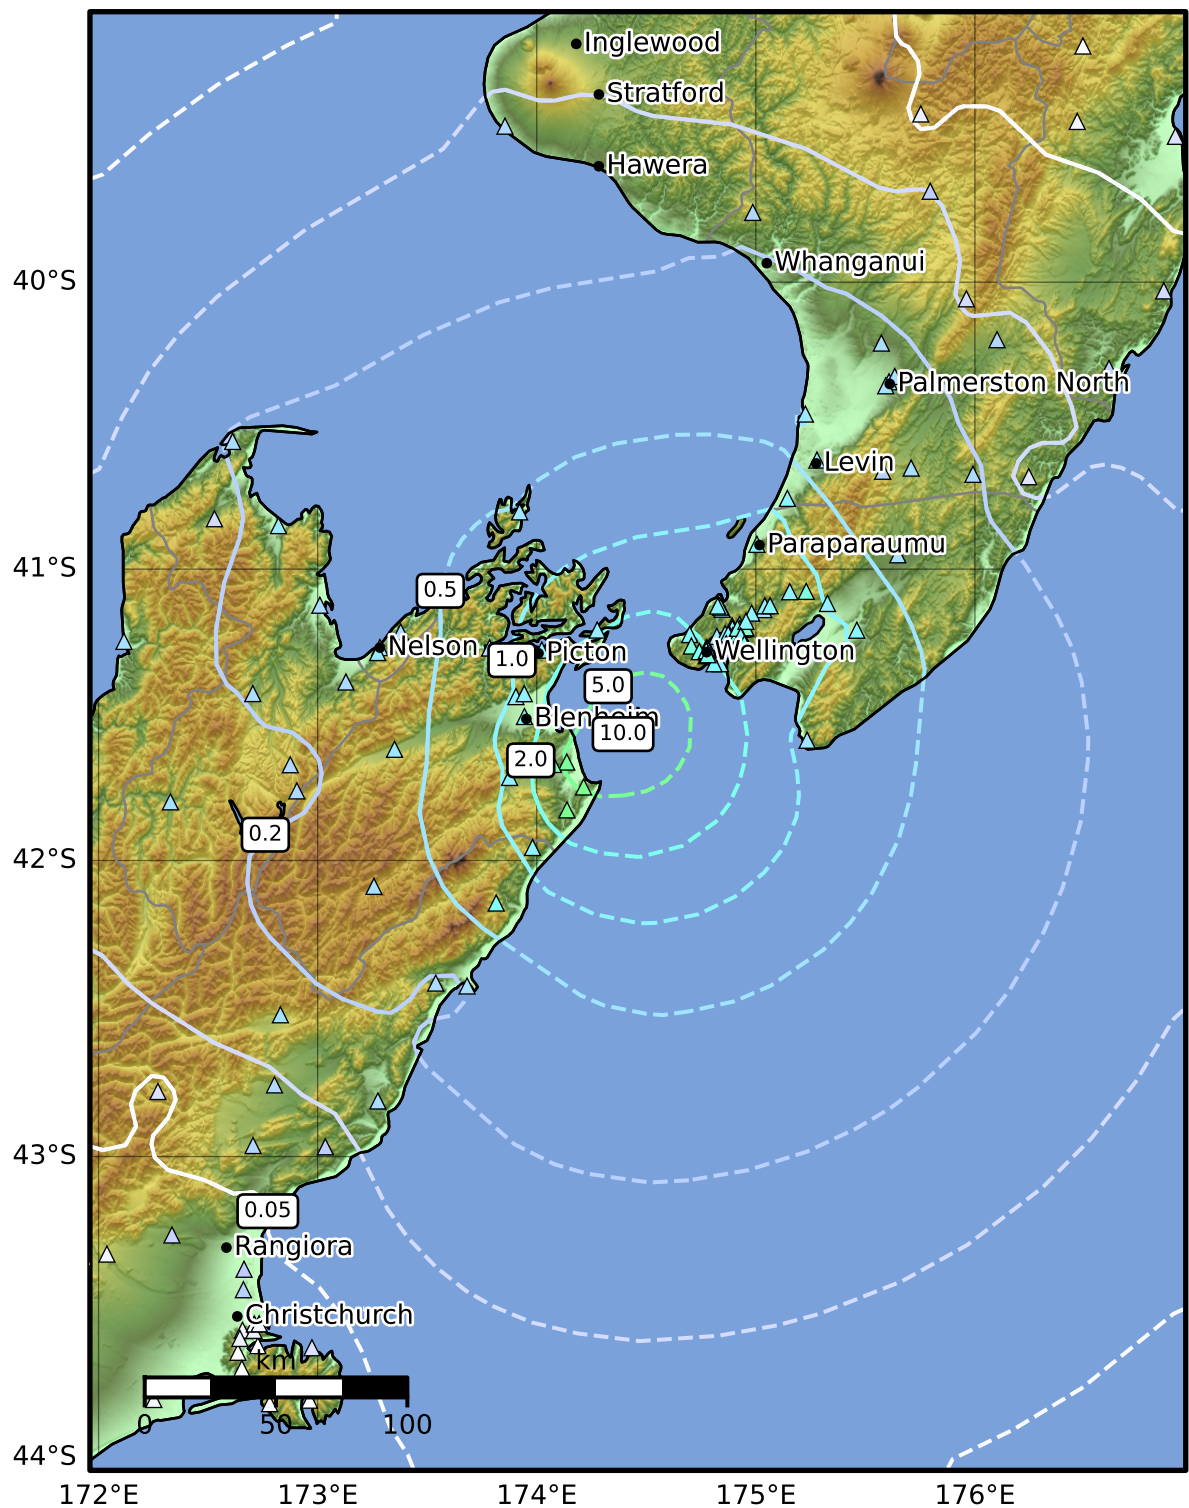 Inglewood
Stratford
Hawera
Whanganui
40°S
Palmerston North
Levin
Paraparaumu
41°S
0.5
Nelson
1.0
Picton
Wellington
5.0
Blenheim
10.0
2.0
0.2
42°S
43°S
0.05
Rangiora
Christchurch
km
0 50 100
44°S
172°E 173°E 174°E 175°E 176°E